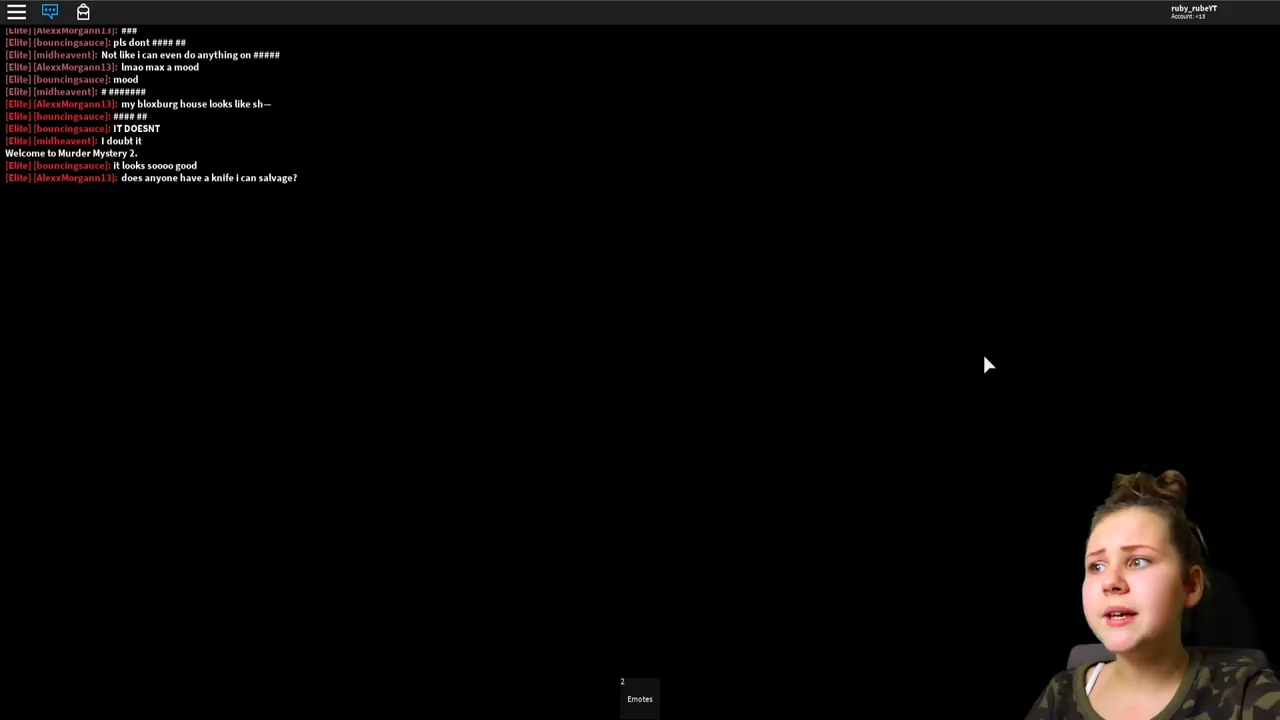 ruby_rubeYT
Account: <13
[Elite] [AlexxMorgann13]: ###
[Elite] [bouncingsauce]: pls dont #### ##
[Elite] [midheavent]: Not like i can even do anything on #####
[Elite] [AlexxMorgann13]: lmao max a mood
[Elite] [bouncingsauce]: mood
[Elite] [midheavent]: # #######
[Elite] [AlexxMorgann13]: my bloxburg house looks like sh—
[Elite] [bouncingsauce]: #### ##
[Elite] [bouncingsauce]: IT DOESNT
[Elite] [midheavent]: I doubt it
Welcome to Murder Mystery 2.
[Elite] [bouncingsauce]: it looks soooo good
[Elite] [AlexxMorgann13]: does anyone have a knife i can salvage?
2
Emotes